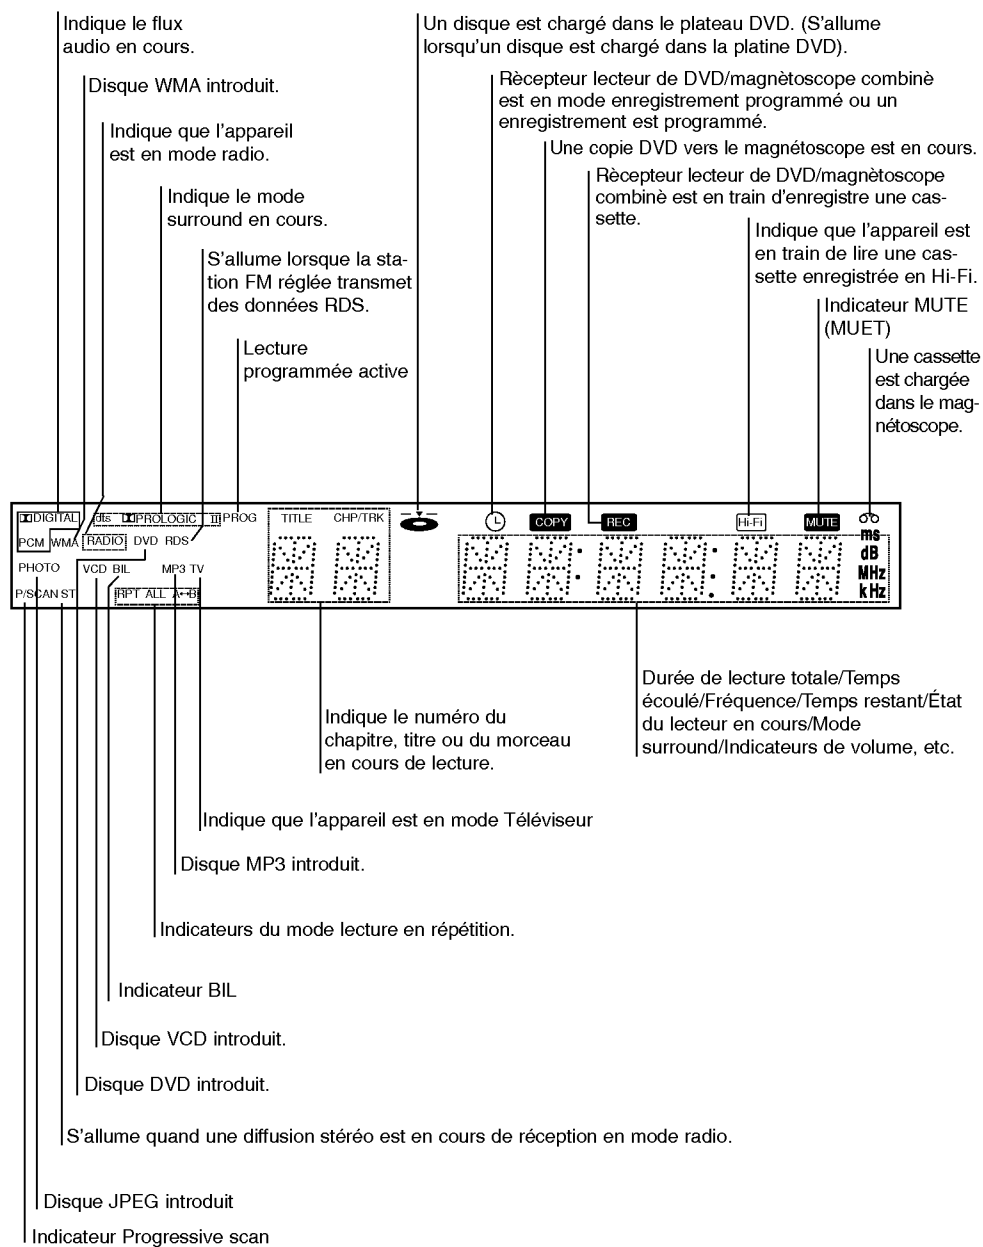 Indique le flux
audio en cours.
Disque WMA introduit.
Indique que l'appareil
est en mode radio.
Indique le mode
surround en cours.
S'allume lorsque la sta-
tion FM réglée transmet
des données RDS.
Lecture
programmée active
Un disque est chargé dans le plateau DVD. (S'allume
lorsqu'un disque est chargé dans la platine DVD).
Rècepteur lecteur de DVD/magnètoscope combinè
est en mode enregistrement programmé ou un
enregistrement est programmé.
Une copie DVD vers le magnétoscope est en cours.
Rècepteur lecteur de DVD/magnètoscope
combinè est en train d'enregistre une cas-
sette.
Indique que l'appareil est
en train de lire une cas-
sette enregistrée en Hi-Fi.
Indicateur MUTE
(MUET)
Une cassette
est chargée
dans le mag-
nétoscope.
DIGITAL dts PROLOGIC II PROG TITLE CHP/TRK COPY REC Hi-Fi MUTE
PCM WMA RADIO DVD RDS ms
dB
PHOTO VCD BIL MP3 TV MHz
P/SCAN ST RPT ALL A↔B kHz
Durée de lecture totale/Temps
écoulé/Fréquence/Temps restant/État
du lecteur en cours/Mode
surround/Indicateurs de volume, etc.
Indique le numéro du
chapitre, titre ou du morceau
en cours de lecture.
Indique que l'appareil est en mode Téléviseur
Disque MP3 introduit.
Indicateurs du mode lecture en répétition.
Indicateur BIL
Disque VCD introduit.
Disque DVD introduit.
S'allume quand une diffusion stéréo est en cours de réception en mode radio.
Disque JPEG introduit
Indicateur Progressive scan